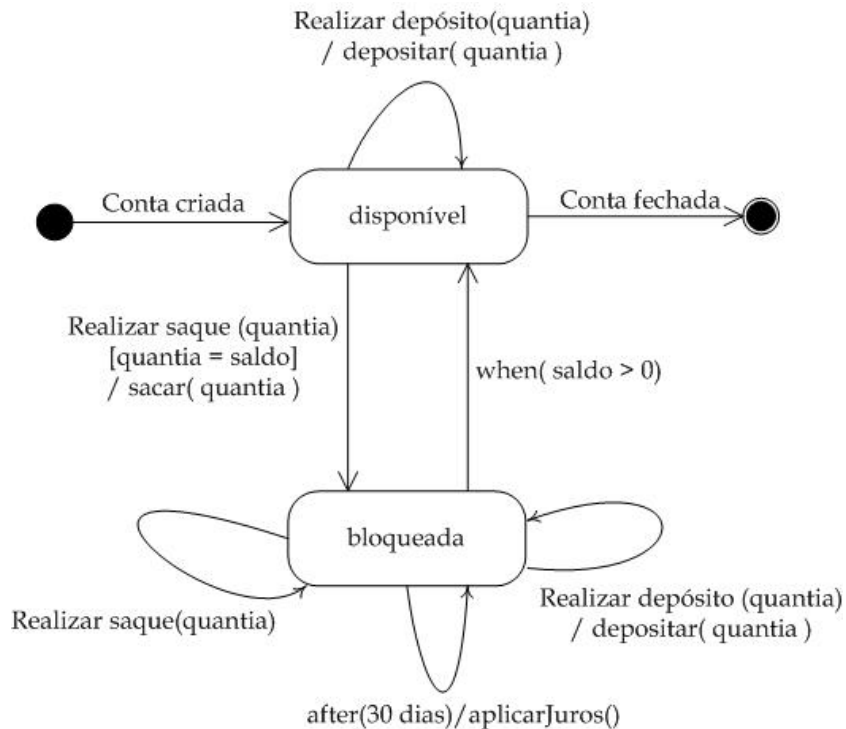 Realizar depósito(quantia)
/ depositar( quantia )
Conta criada
disponível
Conta fechada
Realizar saque (quantia)
[quantia = saldo]
/ sacar( quantia )
when( saldo > 0)
bloqueada
Realizar saque(quantia)
Realizar depósito (quantia)
/ depositar( quantia )
after(30 dias)/aplicarJuros()